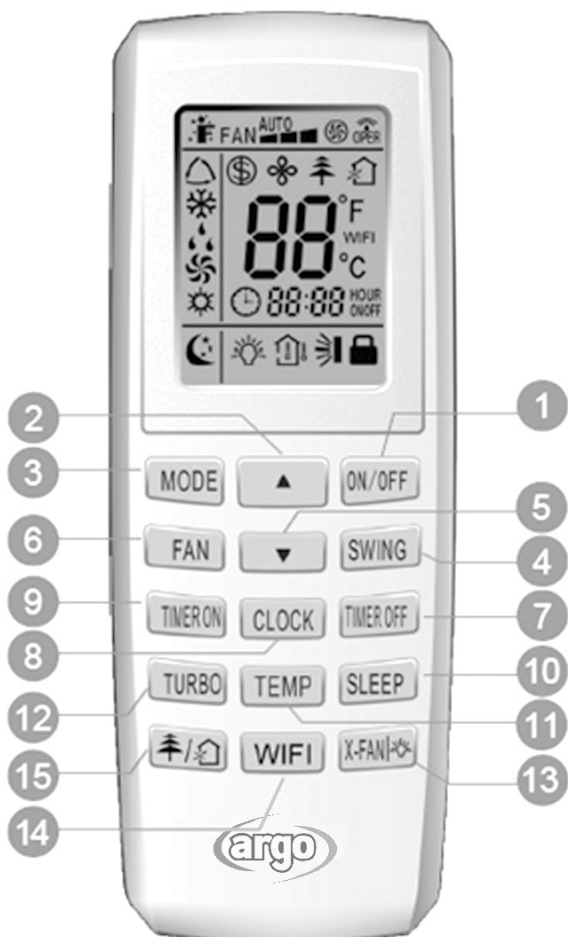 FAN AUTO OPER
88 °F
WIFI
°C
88:88 HOUR
ON/OFF
2
1
3
MODE ▲ ON/OFF
5
6
FAN ▼ SWING
4
9
TIMER ON CLOCK TIMER OFF
7
8
TURBO TEMP SLEEP
10
12
11
/ WIFI X-FAN
15
13
14
argo